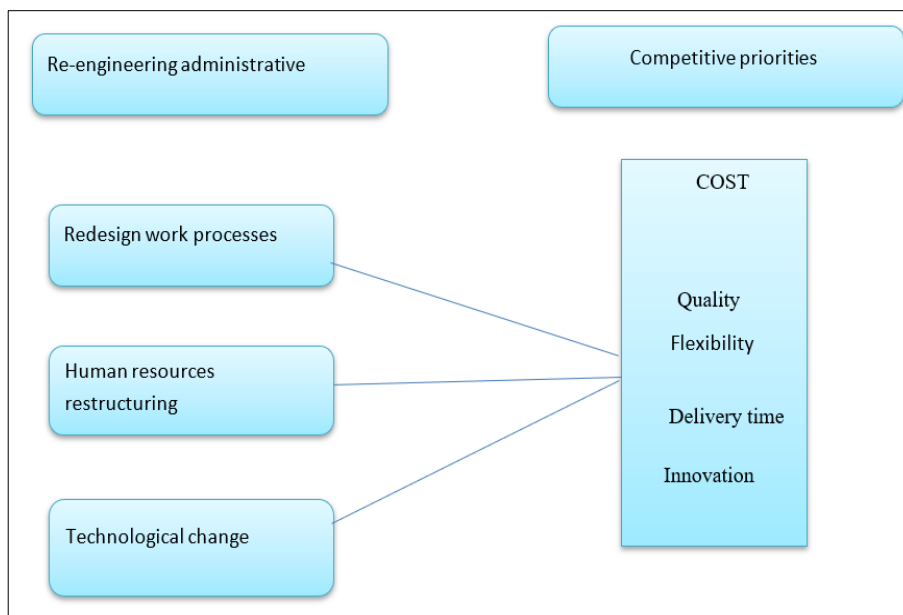 Re-engineering administrative
Competitive priorities
COST
Redesign work processes
Quality
Flexibility
Human resources
restructuring
Delivery time
Innovation
Technological change